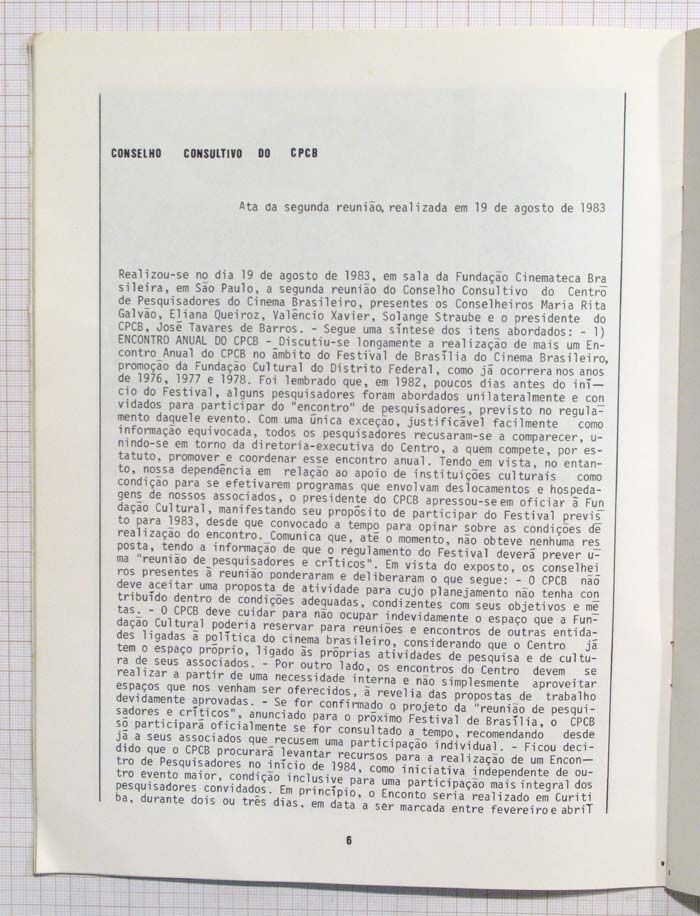 CONSELHO CONSULTIVO DO CPCB
Ata da segunda reunião, realizada em 19 de agosto de 1983
Realizou-se no dia 19 de agosto de 1983, em sala da Fundação Cinemateca Bra
sileira, em São Paulo, a segunda reunião do Conselho Consultivo do Centro
de Pesquisadores do Cinema Brasileiro, presentes os Conselheiros Maria Rita
Galvão, Eliana Queiroz, Valêncio Xavier, Solange Straube e o presidente do
CPCB, José Tavares de Barros. - Segue uma síntese dos itens abordados: - 1)
ENCONTRO ANUAL DO CPCB - Discutiu-se longamente a realização de mais um En-
contro Anual do CPCB no âmbito do Festival de Brasília do Cinema Brasileiro,
promoção da Fundação Cultural do Distrito Federal, como já ocorrera nos anos
de 1976, 1977 e 1978. Foi lembrado que, em 1982, poucos dias antes do iní—
cio do Festival, alguns pesquisadores foram abordados unilateralmente e con
vidados para participar do "encontro" de pesquisadores, previsto no regula-
mento daquele evento. Com uma única exceção, justificável facilmente como
informação equivocada, todos os pesquisadores recusaram-se a comparecer, u-
nindo-se em torno da diretoria-executiva do Centro, a quem compete, por es-
tatuto, promover e coordenar esse encontro anual. Tendo em vista, no entan-
to, nossa dependência em relação ao apoio de instituições culturais como
condição para se efetivarem programas que envolvam deslocamentos e hospeda-
gens de nossos associados, o presidente do CPCB apressou-se em oficiar à Fun
dação Cultural, manifestando seu propósito de participar do Festival previs
to para 1983, desde que convocado a tempo para opinar sobre as condições de
realização do encontro. Comunica que, até o momento, não obteve nenhuma res
posta, tendo a informação de que o regulamento do Festival deverá prever u-
ma "reunião de pesquisadores e críticos". Em vista do exposto, os conselhei
ros presentes à reunião ponderaram e deliberaram o que segue: - O CPCB não
deve aceitar uma proposta de atividade para cujo planejamento não tenha con
tribuído dentro de condições adequadas, condizentes com seus objetivos e me
tas. - O CPCB deve cuidar para não ocupar indevidamente o espaço que a Fun-
dação Cultural poderia reservar para reuniões e encontros de outras entida-
des ligadas à política do cinema brasileiro, considerando que o Centro já
tem o espaço próprio, ligado às próprias atividades de pesquisa e de cultu-
ra de seus associados. - Por outro lado, os encontros do Centro devem se
realizar a partir de uma necessidade interna e não simplesmente aproveitar
espaços que nos venham ser oferecidos, à revelia das propostas de trabalho
devidamente aprovadas. - Se for confirmado o projeto da "reunião de pesqui-
sadores e críticos", anunciado para o próximo Festival de Brasília, o CPCB
só participará oficialmente se for consultado a tempo, recomendando desde
já a seus associados que recusem uma participação individual. - Ficou deci-
dido que o CPCB procurará levantar recursos para a realização de um Encon—
tro de Pesquisadores no início de 1984, como iniciativa independente de ou-
tro evento maior, condição inclusive para uma participação mais integral dos
pesquisadores convidados. Em princípio, o Enconto seria realizado em Curiti
ba, durante dois ou três dias, em data a ser marcada entre fevereiro e abril
6